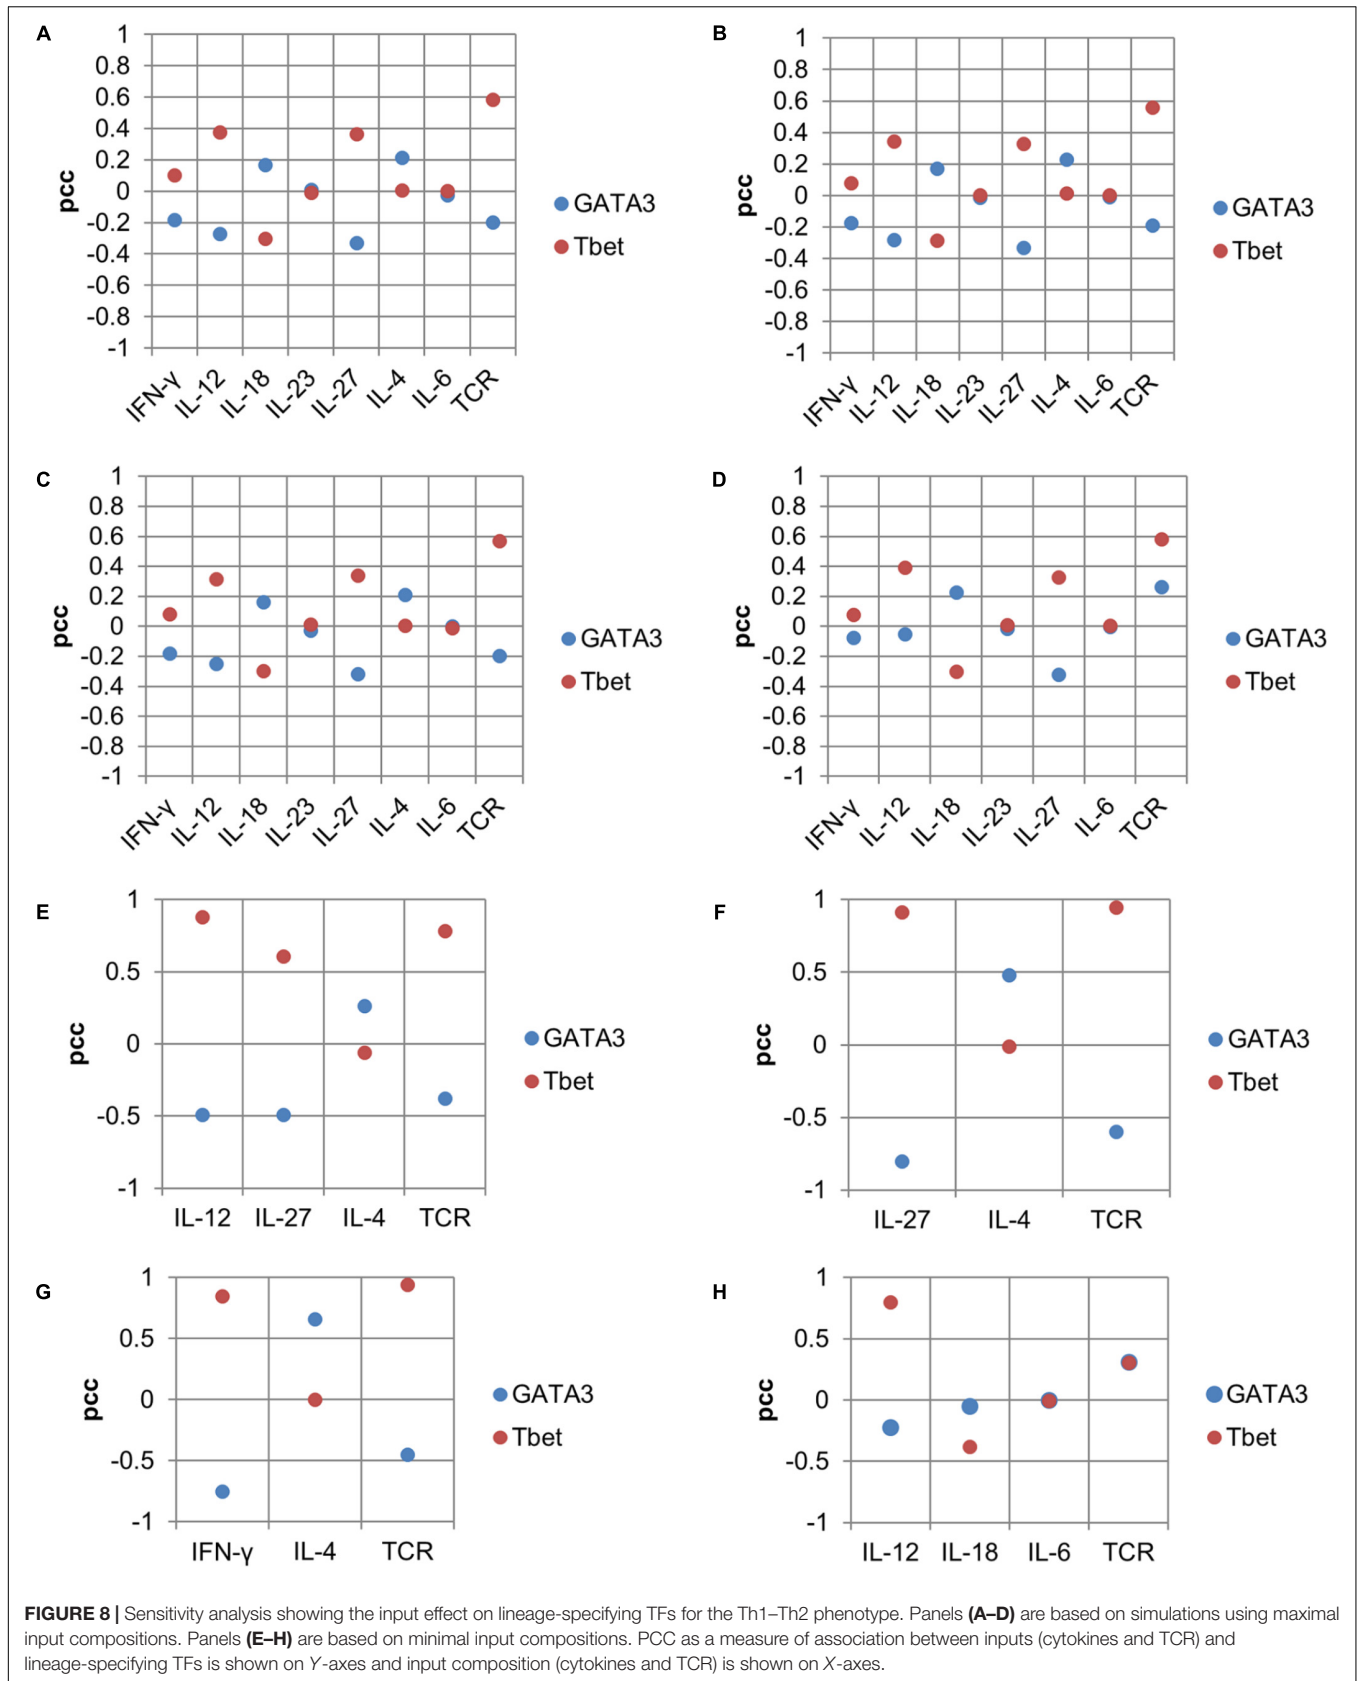 A
1
0.8
0.6
0.4
0.2
0
-0.2
-0.4
-0.6
-0.8
-1
pcc
IFN-γ IL-12 IL-18 IL-23 IL-27 IL-4 IL-6 TCR
GATA3
Tbet
B
1
0.8
0.6
0.4
0.2
0
-0.2
-0.4
-0.6
-0.8
-1
pcc
IFN-γ IL-12 IL-18 IL-23 IL-27 IL-4 IL-6 TCR
GATA3
Tbet
C
1
0.8
0.6
0.4
0.2
0
-0.2
-0.4
-0.6
-0.8
-1
pcc
IFN-γ IL-12 IL-18 IL-23 IL-27 IL-4 IL-6 TCR
GATA3
Tbet
D
1
0.8
0.6
0.4
0.2
0
-0.2
-0.4
-0.6
-0.8
-1
pcc
IFN-γ IL-12 IL-18 IL-23 IL-27 IL-6 TCR
GATA3
Tbet
E
1
0.5
0
-0.5
-1
pcc
IL-12 IL-27 IL-4 TCR
GATA3
Tbet
F
1
0.5
0
-0.5
-1
pcc
IL-27 IL-4 TCR
GATA3
Tbet
G
1
0.5
0
-0.5
-1
pcc
IFN-γ IL-4 TCR
GATA3
Tbet
H
1
0.5
0
-0.5
-1
pcc
IL-12 IL-18 IL-6 TCR
GATA3
Tbet
FIGURE 8 | Sensitivity analysis showing the input effect on lineage-specifying TFs for the Th1–Th2 phenotype. Panels (A–D) are based on simulations using maximal
input compositions. Panels (E–H) are based on minimal input compositions. PCC as a measure of association between inputs (cytokines and TCR) and
lineage-specifying TFs is shown on Y-axes and input composition (cytokines and TCR) is shown on X-axes.